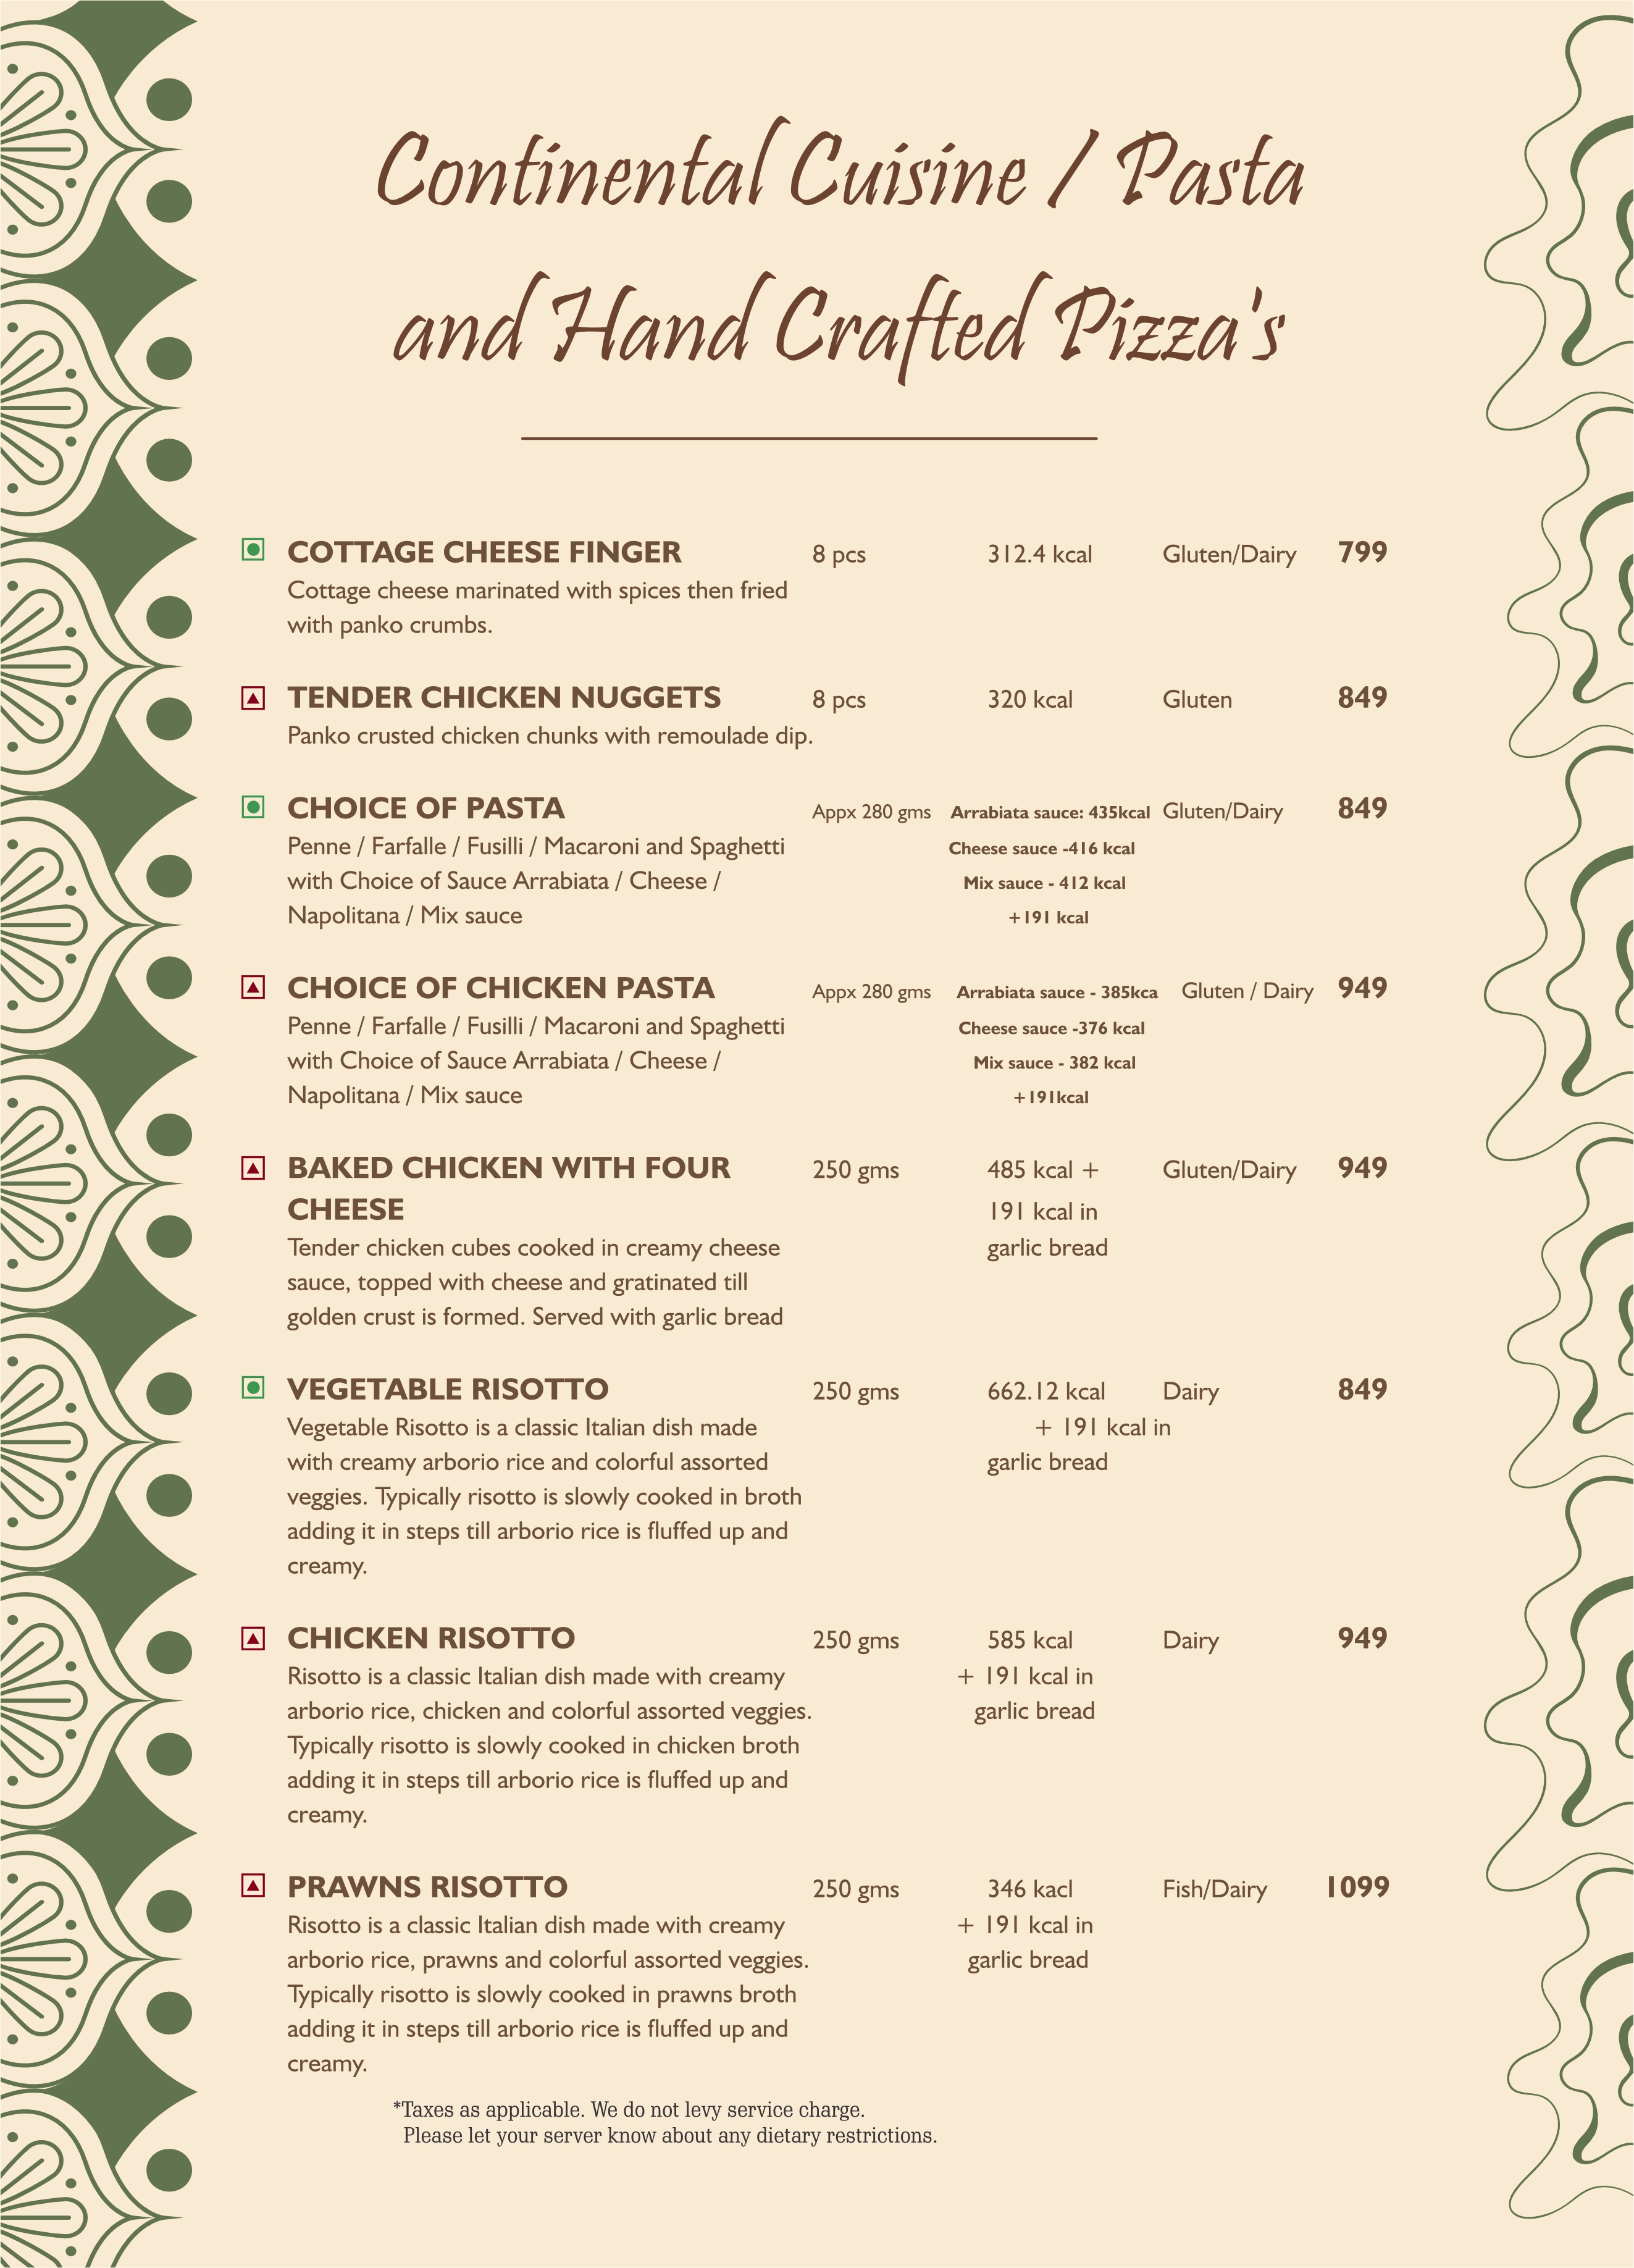 Continental Cuisine / Pasta
and Hand Crafted Pizza's
COTTAGE CHEESE FINGER 8 pcs 312.4 kcal Gluten/Dairy 799
Cottage cheese marinated with spices then fried
with panko crumbs.
TENDER CHICKEN NUGGETS 8 pcs 320 kcal Gluten 849
Panko crusted chicken chunks with remoulade dip.
CHOICE OF PASTA Appx 280 gms Arrabiata sauce: 435kcal Gluten/Dairy 849
Penne / Farfalle / Fusilli / Macaroni and Spaghetti Cheese sauce -416 kcal
with Choice of Sauce Arrabiata / Cheese / Mix sauce - 412 kcal
Napolitana / Mix sauce +191 kcal
CHOICE OF CHICKEN PASTA Appx 280 gms Arrabiata sauce - 385kca Gluten / Dairy 949
Penne / Farfalle / Fusilli / Macaroni and Spaghetti Cheese sauce -376 kcal
with Choice of Sauce Arrabiata / Cheese / Mix sauce - 382 kcal
Napolitana / Mix sauce +191kcal
BAKED CHICKEN WITH FOUR 250 gms 485 kcal + Gluten/Dairy 949
CHEESE 191 kcal in
Tender chicken cubes cooked in creamy cheese garlic bread
sauce, topped with cheese and gratinated till
golden crust is formed. Served with garlic bread
VEGETABLE RISOTTO 250 gms 662.12 kcal Dairy 849
Vegetable Risotto is a classic Italian dish made + 191 kcal in
with creamy arborio rice and colorful assorted garlic bread
veggies. Typically risotto is slowly cooked in broth
adding it in steps till arborio rice is fluffed up and
creamy.
CHICKEN RISOTTO 250 gms 585 kcal Dairy 949
Risotto is a classic Italian dish made with creamy + 191 kcal in
arborio rice, chicken and colorful assorted veggies. garlic bread
Typically risotto is slowly cooked in chicken broth
adding it in steps till arborio rice is fluffed up and
creamy.
PRAWNS RISOTTO 250 gms 346 kacl Fish/Dairy 1099
Risotto is a classic Italian dish made with creamy + 191 kcal in
arborio rice, prawns and colorful assorted veggies. garlic bread
Typically risotto is slowly cooked in prawns broth
adding it in steps till arborio rice is fluffed up and
creamy.
*Taxes as applicable. We do not levy service charge.
Please let your server know about any dietary restrictions.